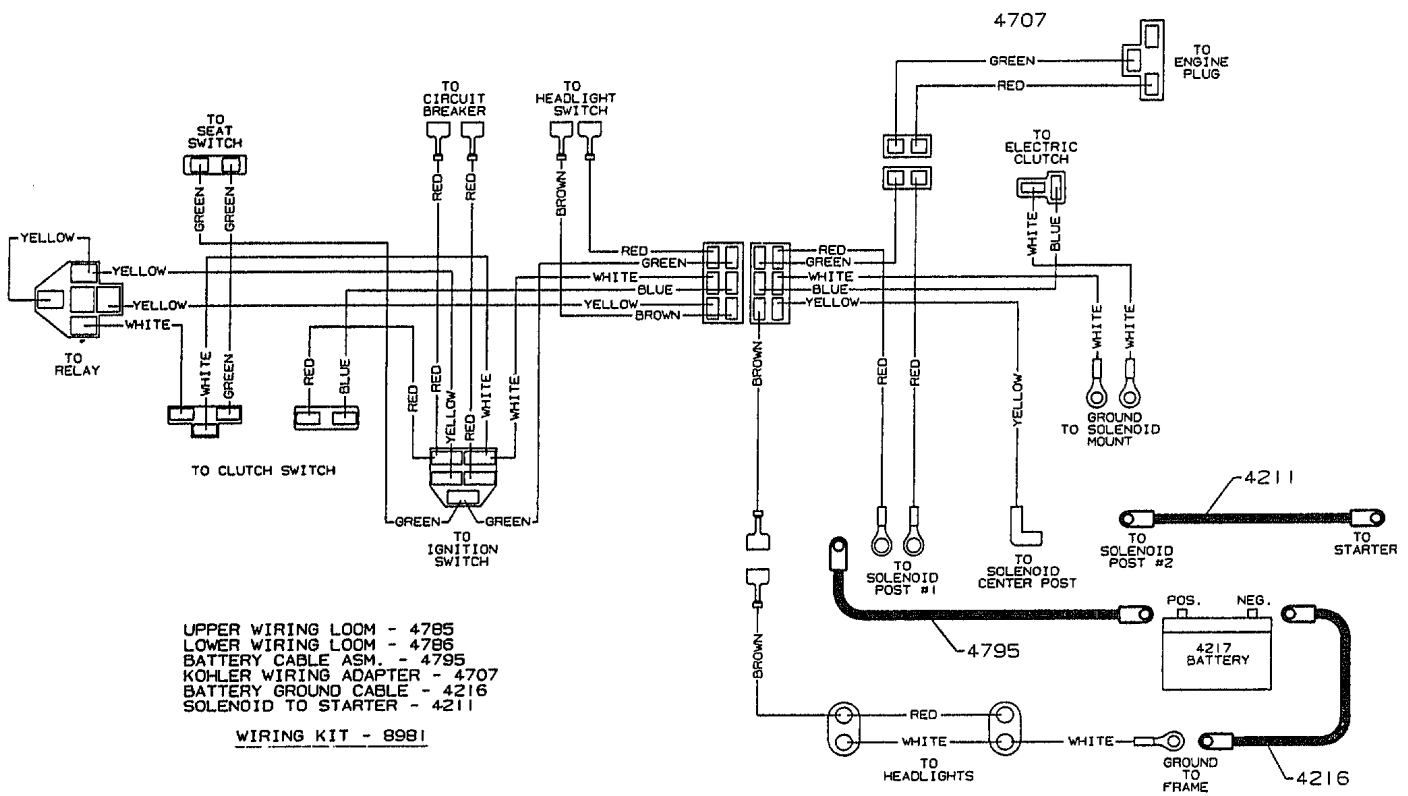 4707
TO
ENGINE
PLUG
GREEN
RED
TO
CIRCUIT
BREAKER
TO
HEADLIGHT
SWITCH
TO
SEAT
SWITCH
TO
ELECTRIC
CLUTCH
GREEN
GREEN
RED
RED
BROWN
WHITE
BLUE
YELLOW
YELLOW
YELLOW
WHITE
TO
RELAY
RED
GREEN
WHITE
BLUE
YELLOW
BROWN
RED
GREEN
WHITE
BLUE
YELLOW
WHITE
GREEN
RED
BLUE
RED
RED
YELLOW
RED
WHITE
WHITE
BROWN
RED
RED
YELLOW
WHITE
WHITE
GROUND
TO SOLENOID
MOUNT
TO CLUTCH SWITCH
GREEN
GREEN
TO
IGNITION
SWITCH
4211
TO
SOLENOID
POST #2
TO
STARTER
TO
SOLENOID
POST #1
TO
SOLENOID
CENTER POST
POS.
NEG.
4217
BATTERY
4795
BROWN
UPPER WIRING LOOM - 4785
LOWER WIRING LOOM - 4786
BATTERY CABLE ASM. - 4795
KOHLER WIRING ADAPTER - 4707
BATTERY GROUND CABLE - 4216
SOLENOID TO STARTER - 4211
WIRING KIT - 8981
RED
WHITE
WHITE
TO
HEADLIGHTS
GROUND
TO
FRAME
4216